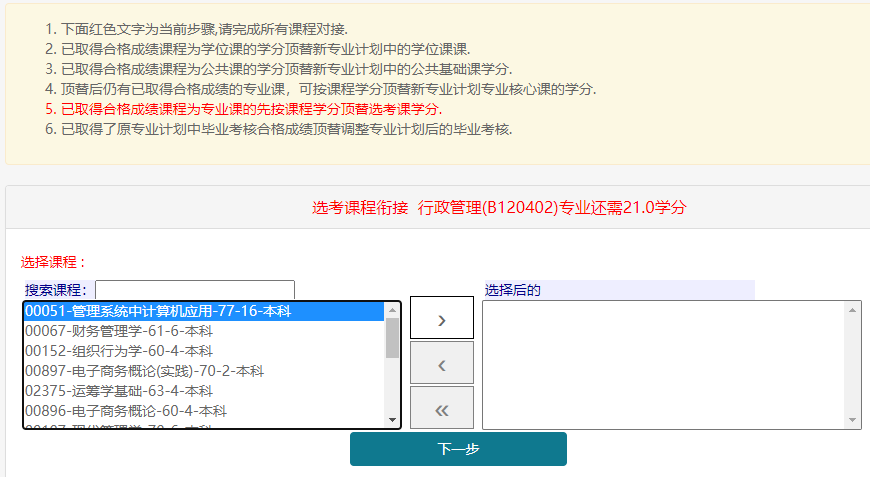 1. 下面红色文字为当前步骤,请完成所有课程对接.
2. 已取得合格成绩课程为学位课的学分顶替新专业计划中的学位课课.
3. 已取得合格成绩课程为公共课的学分顶替新专业计划中的公共基础课学分.
4. 顶替后仍有已取得合格成绩的专业课，可按课程学分顶替新专业计划专业核心课的学分.
5. 已取得合格成绩课程为专业课的先按课程学分顶替选考课学分.
6. 已取得了原专业计划中毕业考核合格成绩顶替调整专业计划后的毕业考核.
选考课程衔接 行政管理(B120402)专业还需21.0学分
选择课程：
搜索课程：
选择后的
00051-管理系统中计算机应用-77-16-本科
00067-财务管理学-61-6-本科
00152-组织行为学-60-4-本科
00897-电子商务概论(实践)-70-2-本科
02375-运筹学基础-63-4-本科
00896-电子商务概论-60-4-本科
›
‹
«
下一步